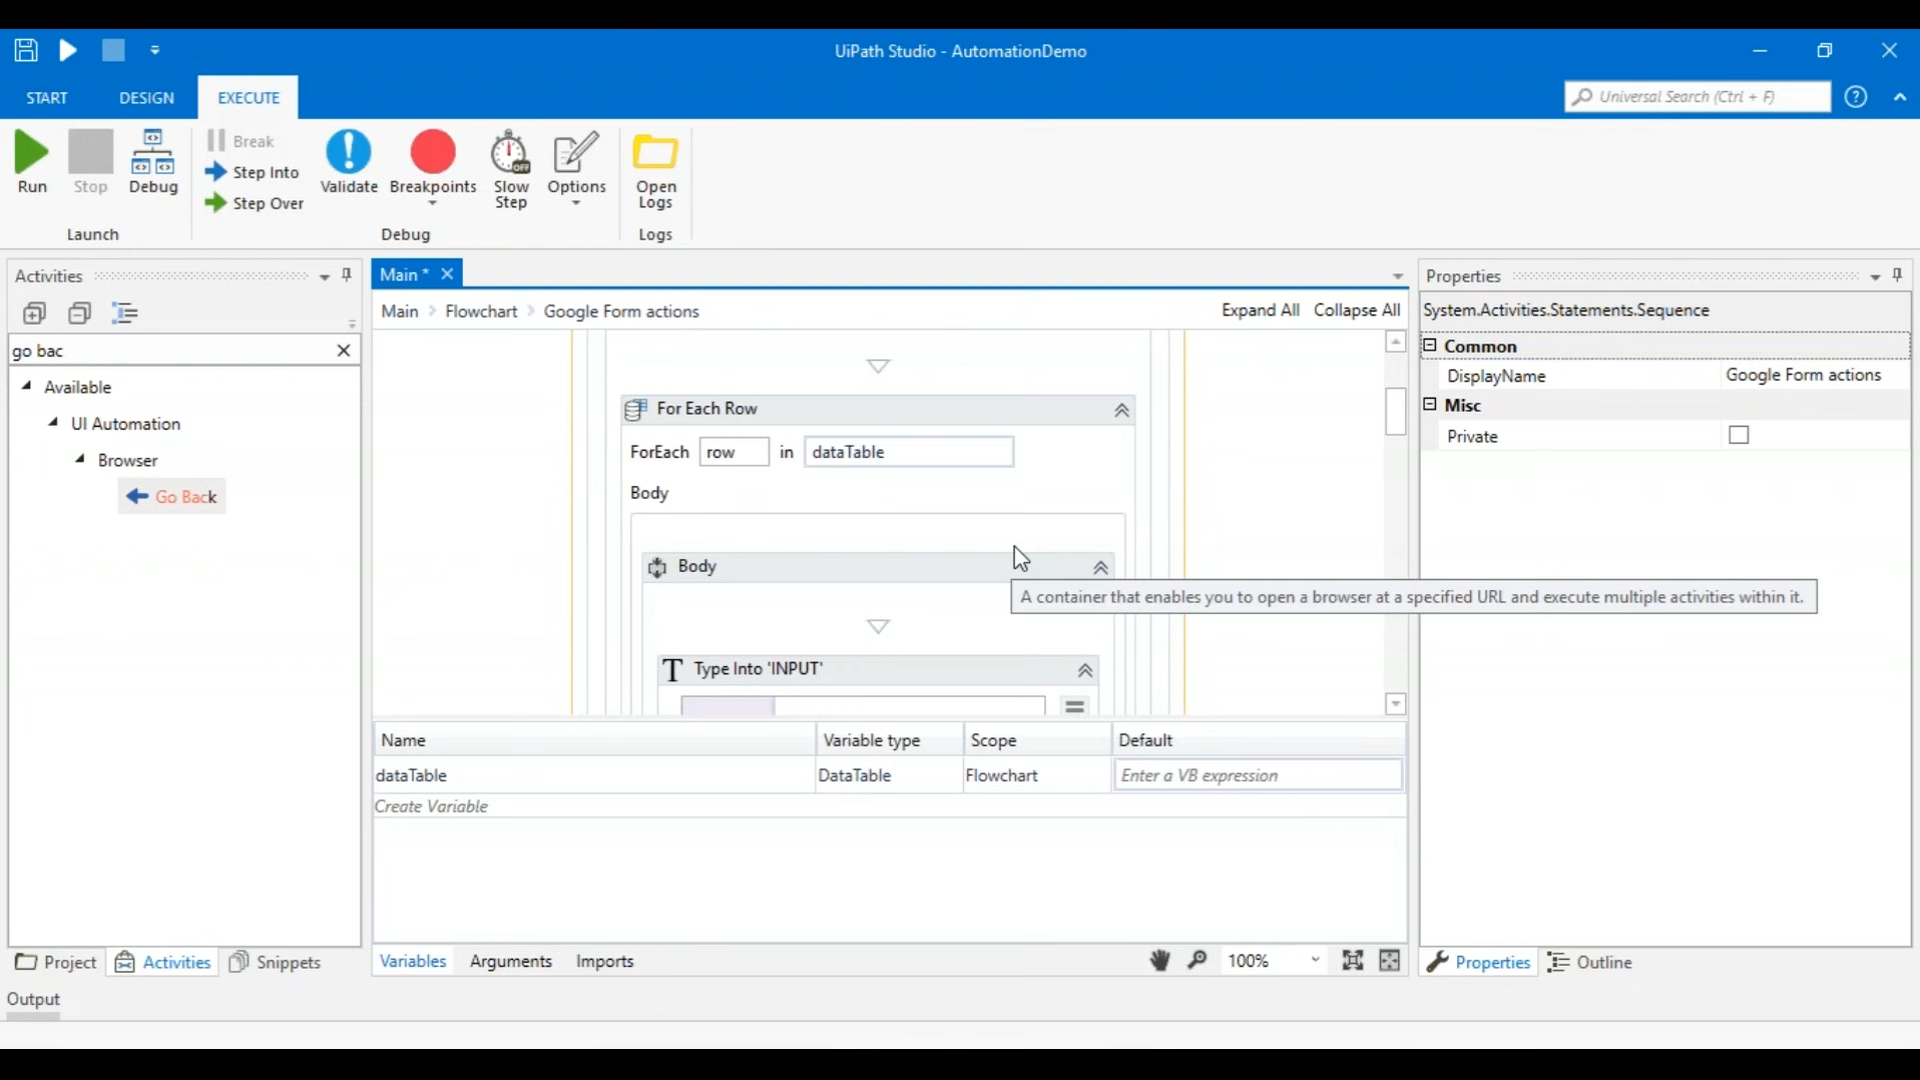 UiPath Studio - AutomationDemo
START DESIGN EXECUTE
Universal Search (Ctrl + F)
Run Stop Debug
Break
Step Into
Step Over
Validate Breakpoints Slow Step Options
Open Logs
Launch Debug Logs
Activities
go bac
Available
UI Automation
Browser
Go Back
Main *
Main Flowchart Google Form actions
Expand All Collapse All
For Each Row
ForEach row in dataTable
Body
Body
A container that enables you to open a browser at a specified URL and execute multiple activities within it.
T Type Into 'INPUT'
Name Variable type Scope Default
dataTable DataTable Flowchart Enter a VB expression
Create Variable
Variables Arguments Imports
100%
Properties
System.Activities.Statements.Sequence
Common
DisplayName Google Form actions
Misc
Private
Project Activities Snippets
Properties Outline
Output